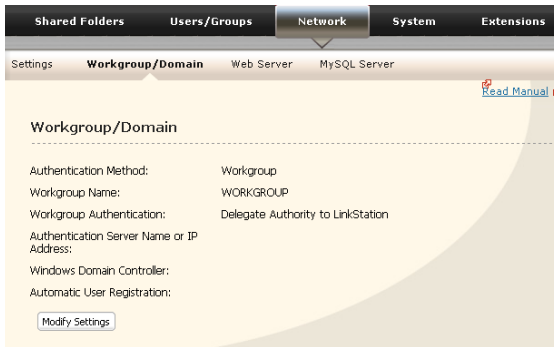 Shared Folders Users/Groups Network System Extensions
Settings Workgroup/Domain Web Server MySQL Server
Read Manual
Workgroup/Domain
Authentication Method: Workgroup
Workgroup Name: WORKGROUP
Workgroup Authentication: Delegate Authority to LinkStation
Authentication Server Name or IP
Address:
Windows Domain Controller:
Automatic User Registration:
Modify Settings